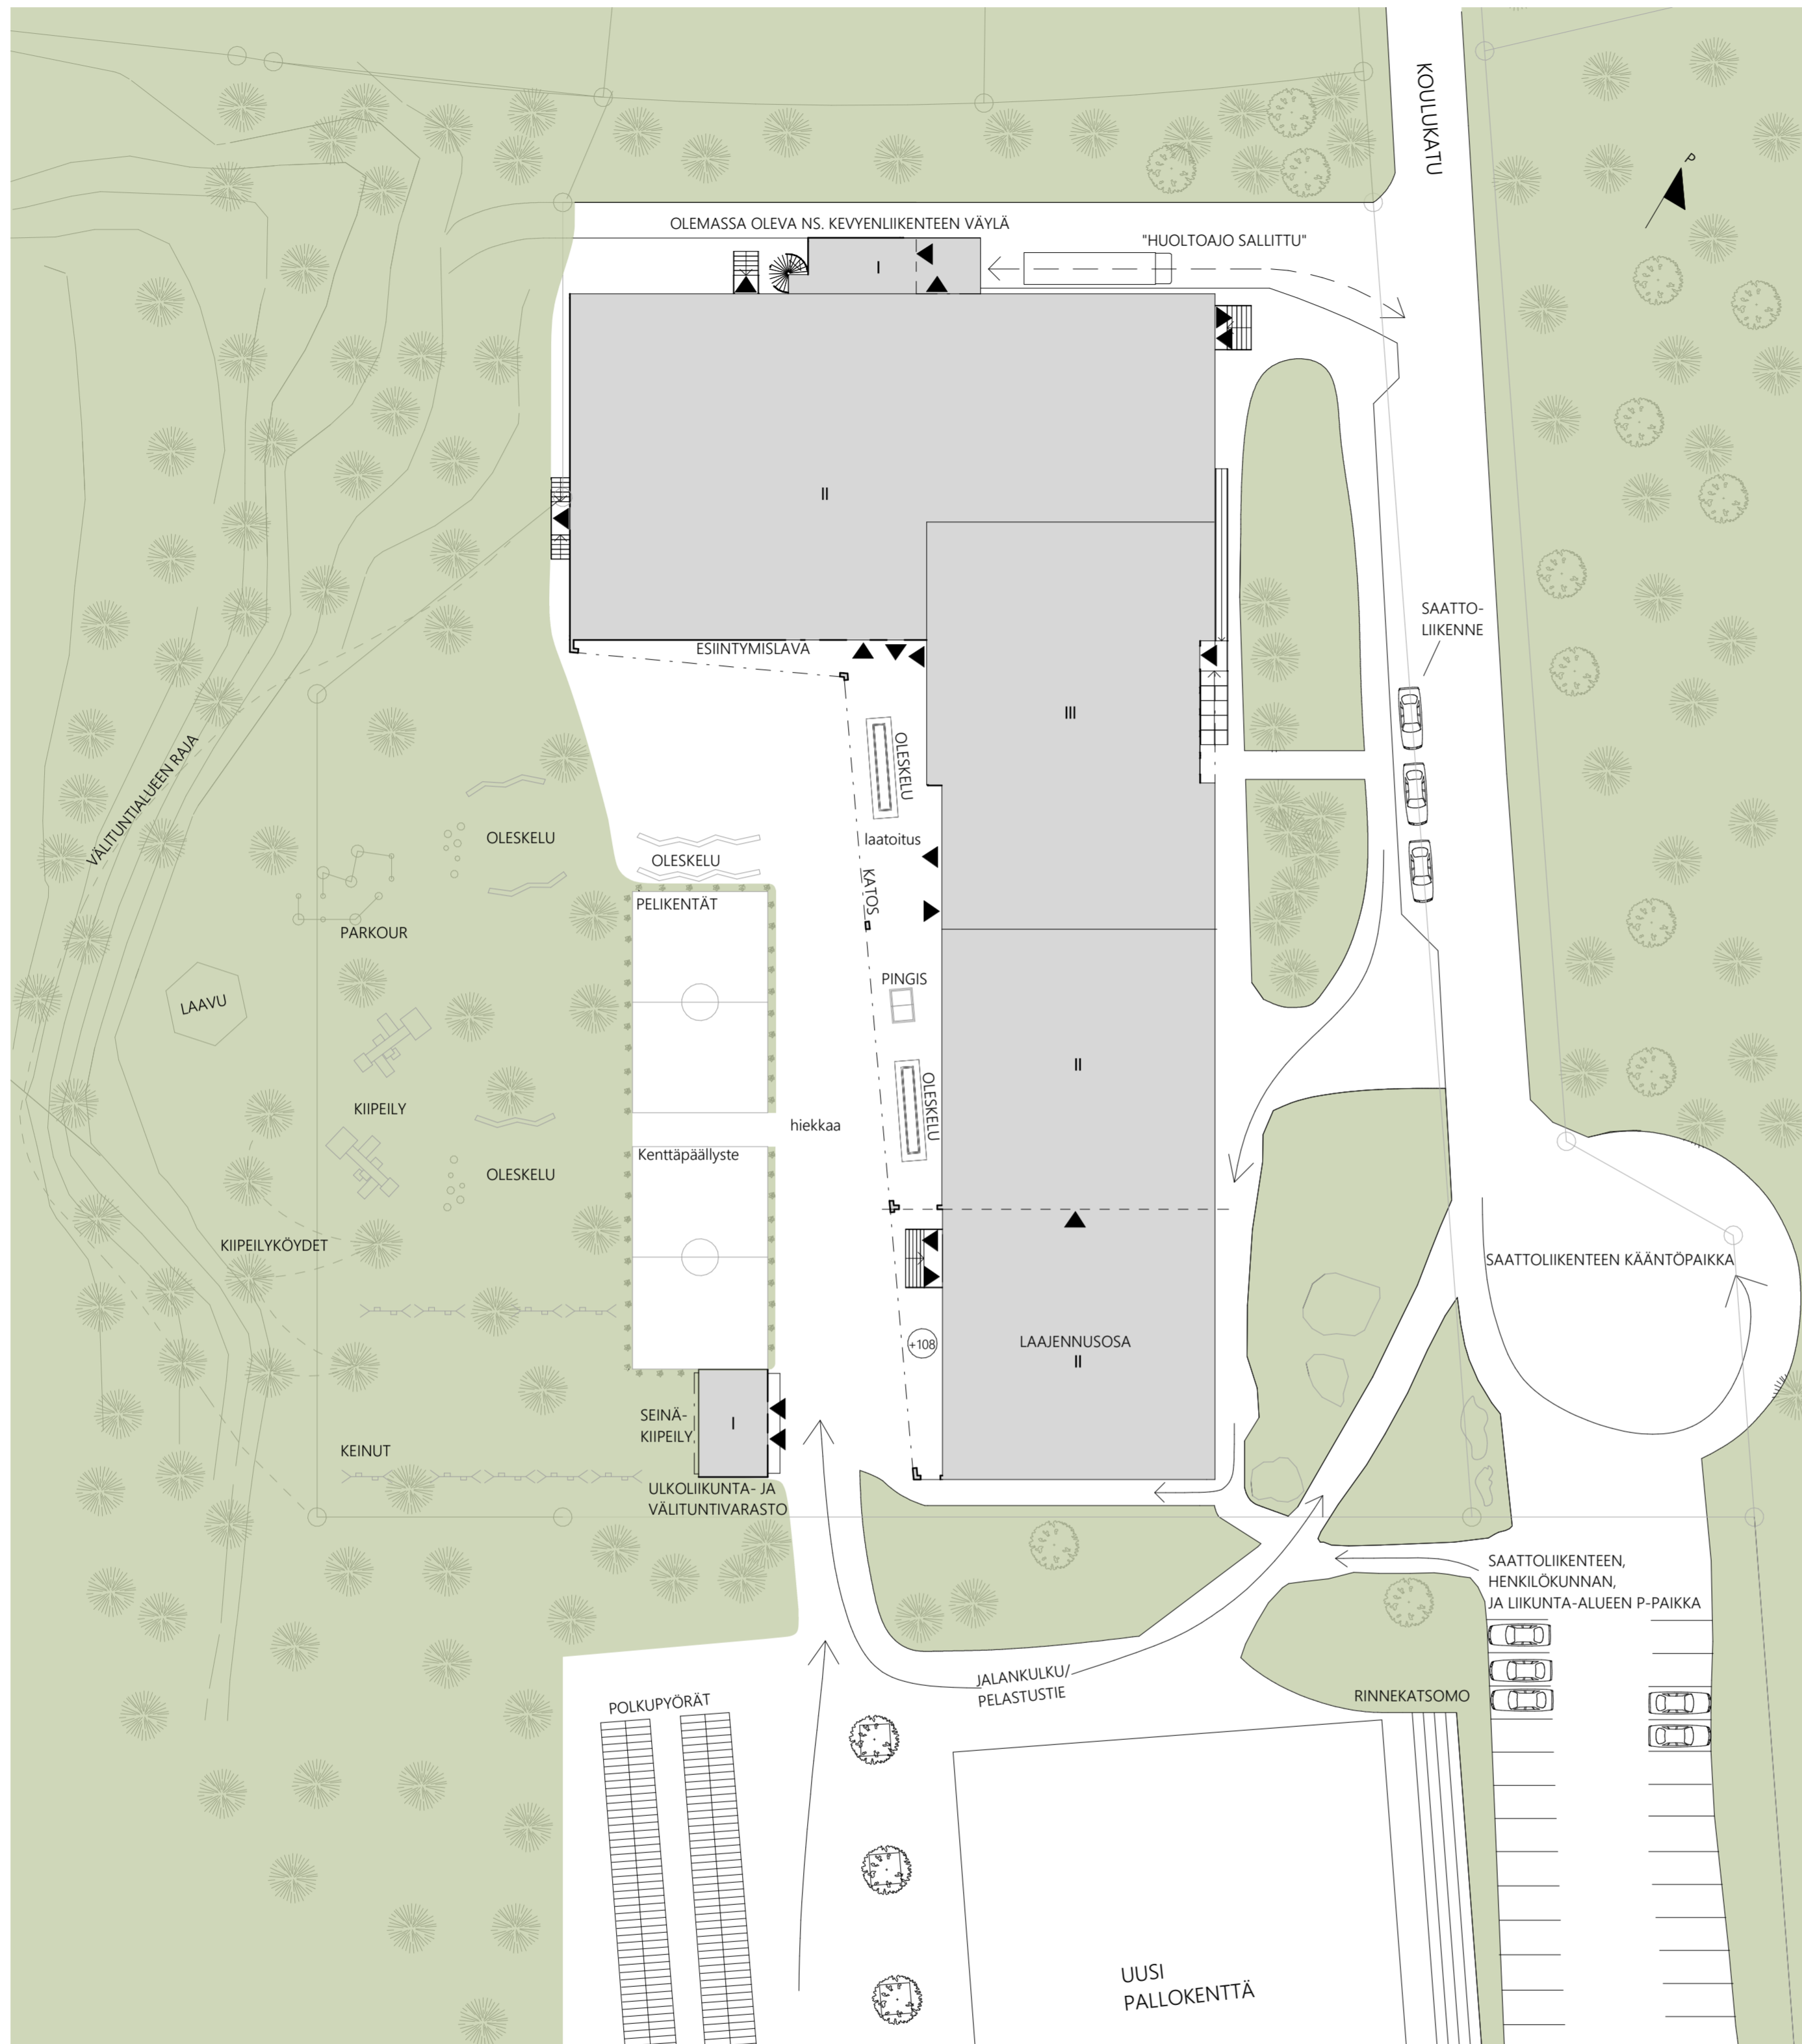 KOULUKATU
P
OLEMASSA OLEVA NS. KEVYENLIIKENTEEN VÄYLÄ
"HUOLTOAJO SALLITTU"
I
II
SAATTO-
LIIKENNE
ESIINTYMISLAVA
III
OLESKELU
VÄLITUNTIALUEEN RAJA
laatoitus
OLESKELU
OLESKELU
KATOS
PELIKENTÄT
PARKOUR
PINGIS
LAAVU
II
OLESKELU
KIIPEILY
hiekkaa
Kenttäpäällyste
OLESKELU
KIIPEILYKÖYDET
SAATTOLIIKENTEEN KÄÄNTÖPAIKKA
+108
LAAJENNUSOSA
II
SEINÄ-
KIIPEILY
I
KEINUT
ULKOLIIKUNTA- JA
VÄLITUNTIVARASTO
SAATTOLIIKENTEEN,
HENKILÖKUNNAN,
JA LIIKUNTA-ALUEEN P-PAIKKA
JALANKULKU/
PELASTUSTIE
RINNEKATSOMO
POLKUPYÖRÄT
UUSI
PALLOKENTTÄ